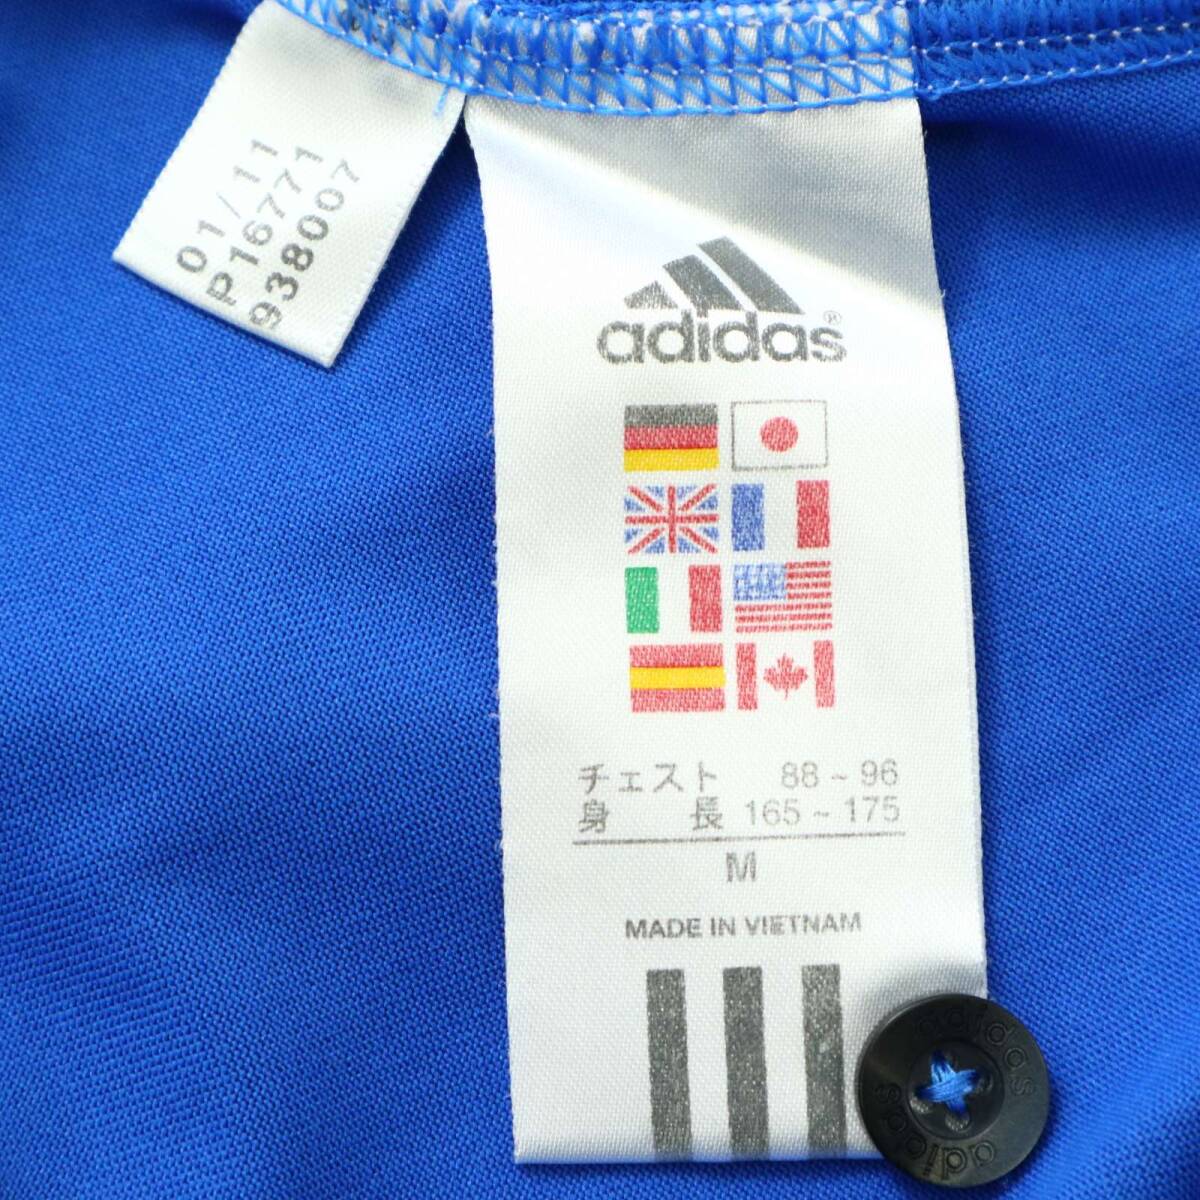 01/11
P16771
938007
adidas®
チェスト 88~96
身 長 165~175
M
MADE IN VIETNAM
adidas
adidas